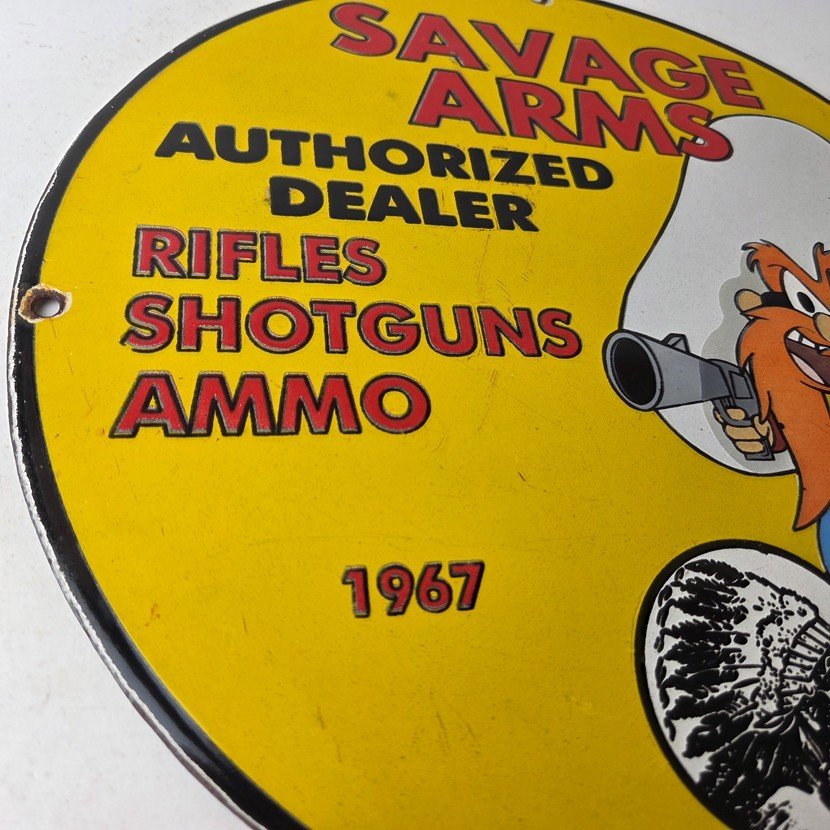 SAVAGE
ARMS
AUTHORIZED
DEALER
RIFLES
SHOTGUNS
AMMO
1967